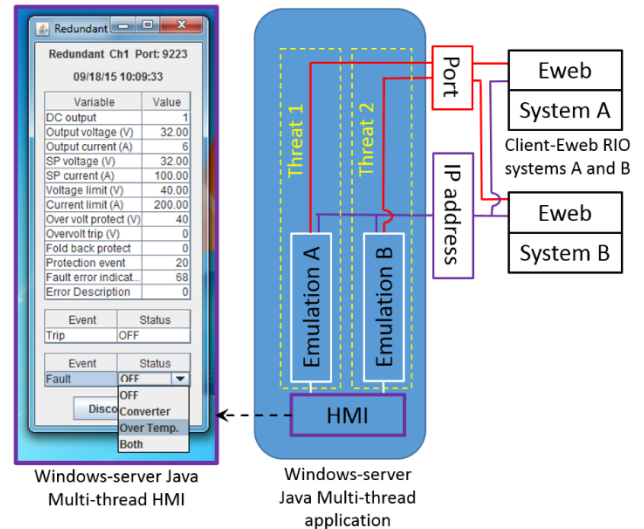 Redundant
Redundant Ch1 Port: 9223
09/18/15 10:09:33
Variable Value
DC output 1
Output voltage (V) 32.00
Output current (A) 6
SP voltage (V) 32.00
SP current (A) 100.00
Voltage limit (V) 40.00
Current limit (A) 200.00
Over volt protect (V) 40
Overvolt trip (V) 0
Fold back protect 0
Protection event 20
Fault error indicat... 68
Error Description 0
Event Status
Trip OFF
Event Status
Fault OFF
OFF
Converter
Over Temp.
Both
Disco
Windows-server Java
Multi-thread HMI
Threat 1
Threat 2
Emulation A
Emulation B
HMI
Windows-server
Java Multi-thread
application
Port
IP address
Eweb
System A
Client-Eweb RIO
systems A and B
Eweb
System B